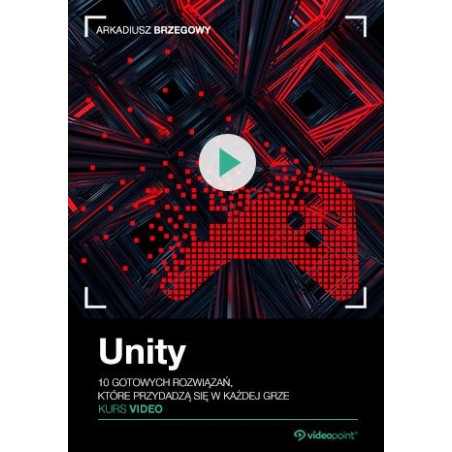 ARKADIUSZ BRZEGOWY
Unity
10 GOTOWYCH ROZWIĄZAŃ,
KTÓRE PRZYDADZĄ SIĘ W KAŻDEJ GRZE
KURS VIDEO
videopoint